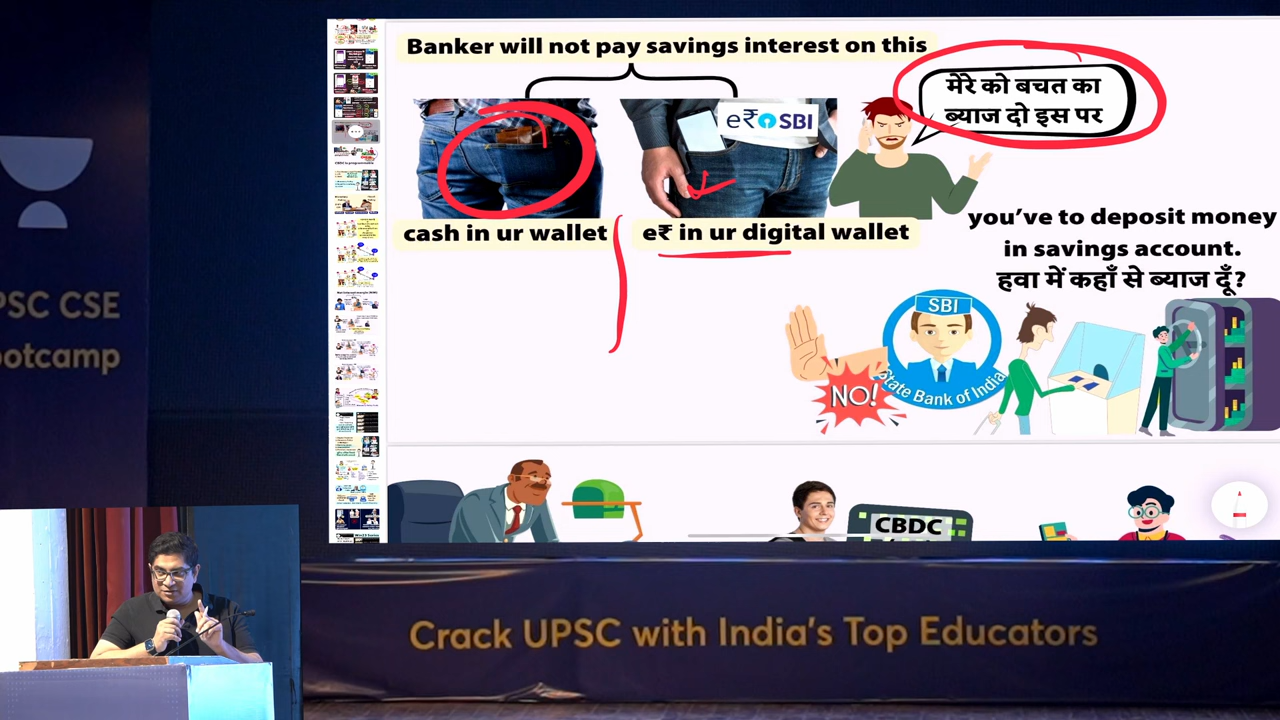 Banker will not pay savings interest on this
मेरे को बचत का
ब्याज दो इस पर
e₹ SBI
cash in ur wallet
e₹ in ur digital wallet
you've to deposit money
in savings account.
हवा में कहाँ से ब्याज दूँ?
SBI
NO!
State Bank of India
CBDC
PSC CSE
ootcamp
Crack UPSC with India's Top Educators